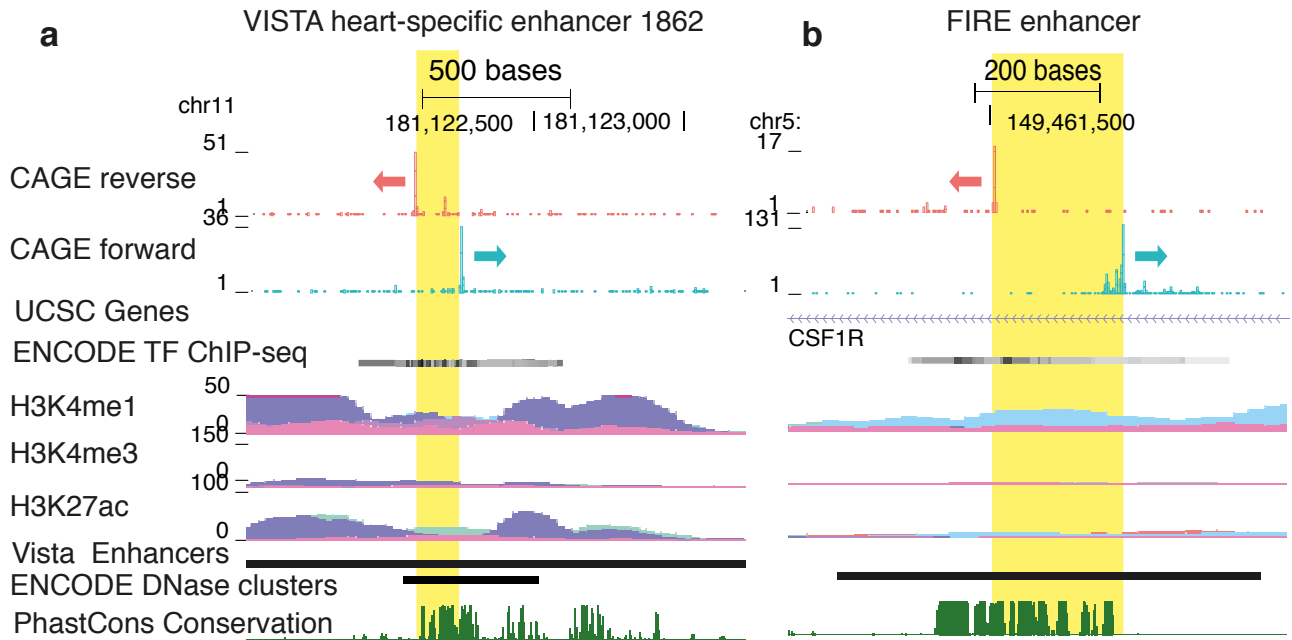 a
VISTA heart-specific enhancer 1862
500 bases
chr11
181,122,500
181,123,000
CAGE reverse
51
1
CAGE forward
36
1
UCSC Genes
ENCODE TF ChIP-seq
H3K4me1
50
0
H3K4me3
150
0
H3K27ac
100
0
Vista Enhancers
ENCODE DNase clusters
PhastCons Conservation
b
FIRE enhancer
200 bases
chr5:
149,461,500
17
1
131
1
CSF1R